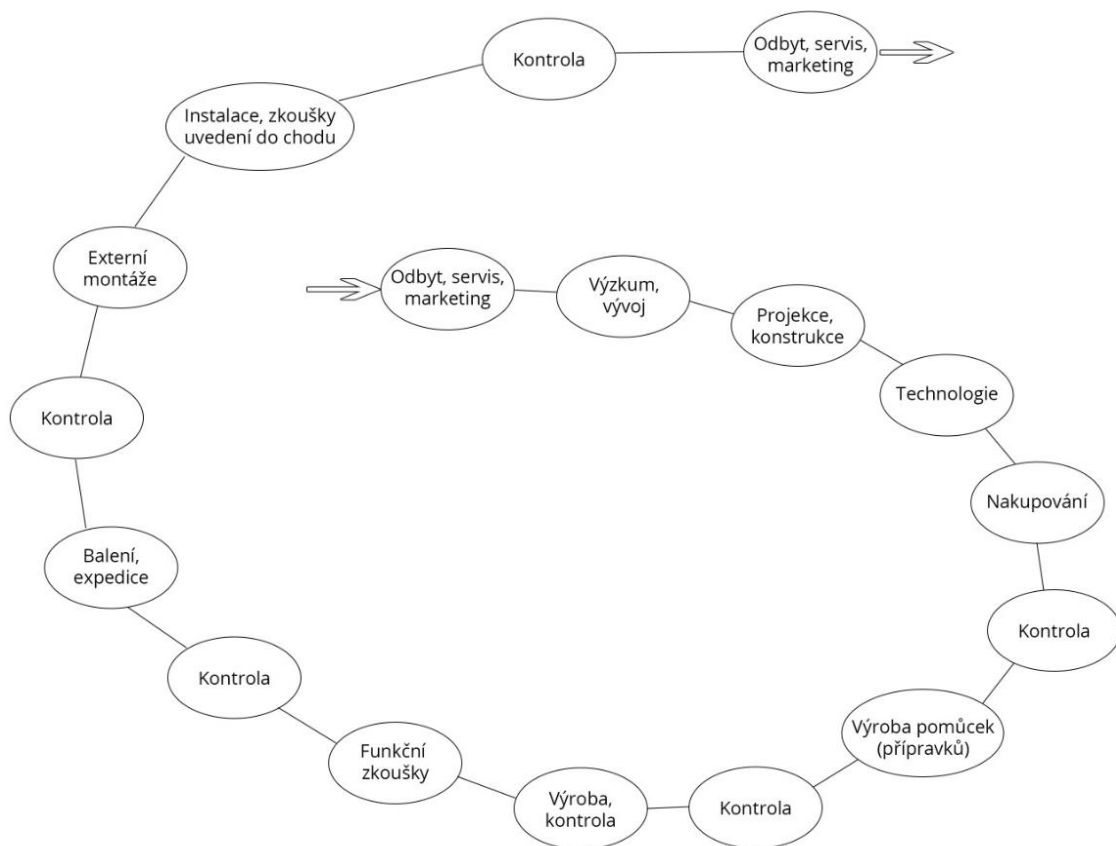 Kontrola
Odbyt, servis,
marketing
Instalace, zkoušky
uvedení do chodu
Externí
montáže
Odbyt, servis,
marketing
Výzkum,
vývoj
Projekce,
konstrukce
Technologie
Kontrola
Nakupování
Balení,
expedice
Kontrola
Kontrola
Výroba pomůcek
(přípravků)
Funkční
zkoušky
Výroba,
kontrola
Kontrola